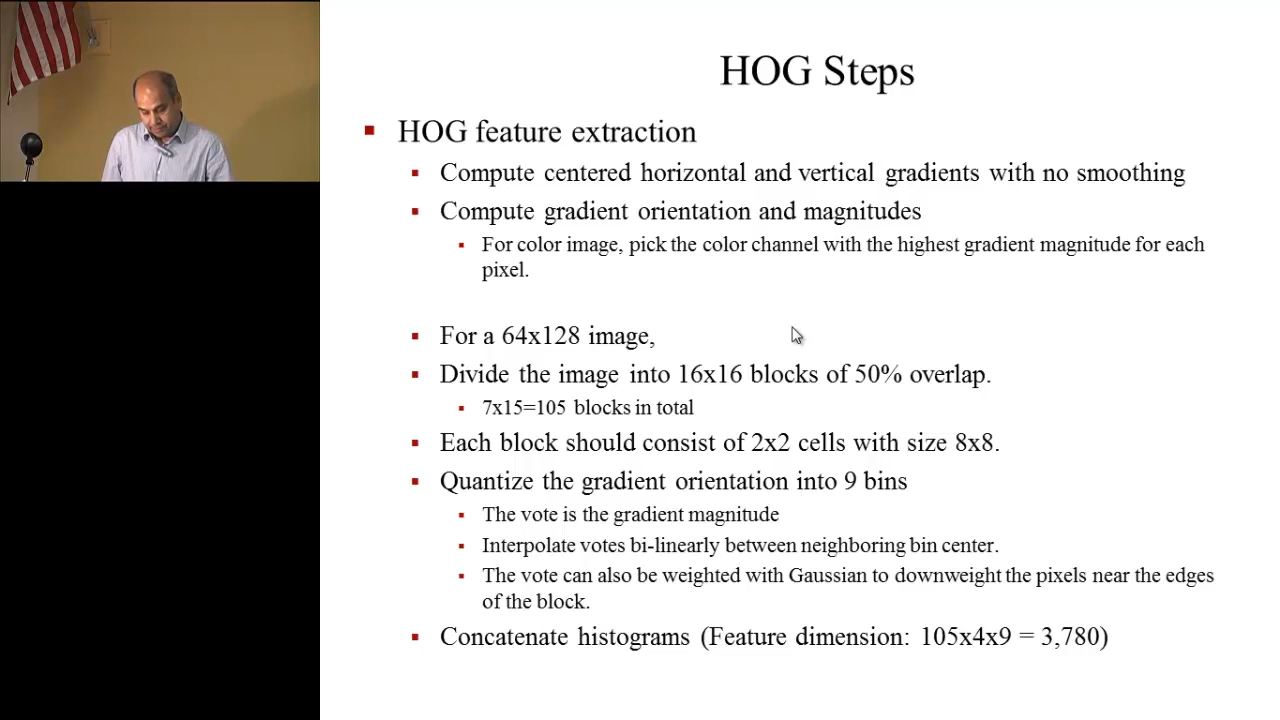 HOG Steps
HOG feature extraction
Compute centered horizontal and vertical gradients with no smoothing
Compute gradient orientation and magnitudes
For color image, pick the color channel with the highest gradient magnitude for each
pixel.
For a 64x128 image,
Divide the image into 16x16 blocks of 50% overlap.
7x15=105 blocks in total
Each block should consist of 2x2 cells with size 8x8.
Quantize the gradient orientation into 9 bins
The vote is the gradient magnitude
Interpolate votes bi-linearly between neighboring bin center.
The vote can also be weighted with Gaussian to downweight the pixels near the edges
of the block.
Concatenate histograms (Feature dimension: 105x4x9 = 3,780)